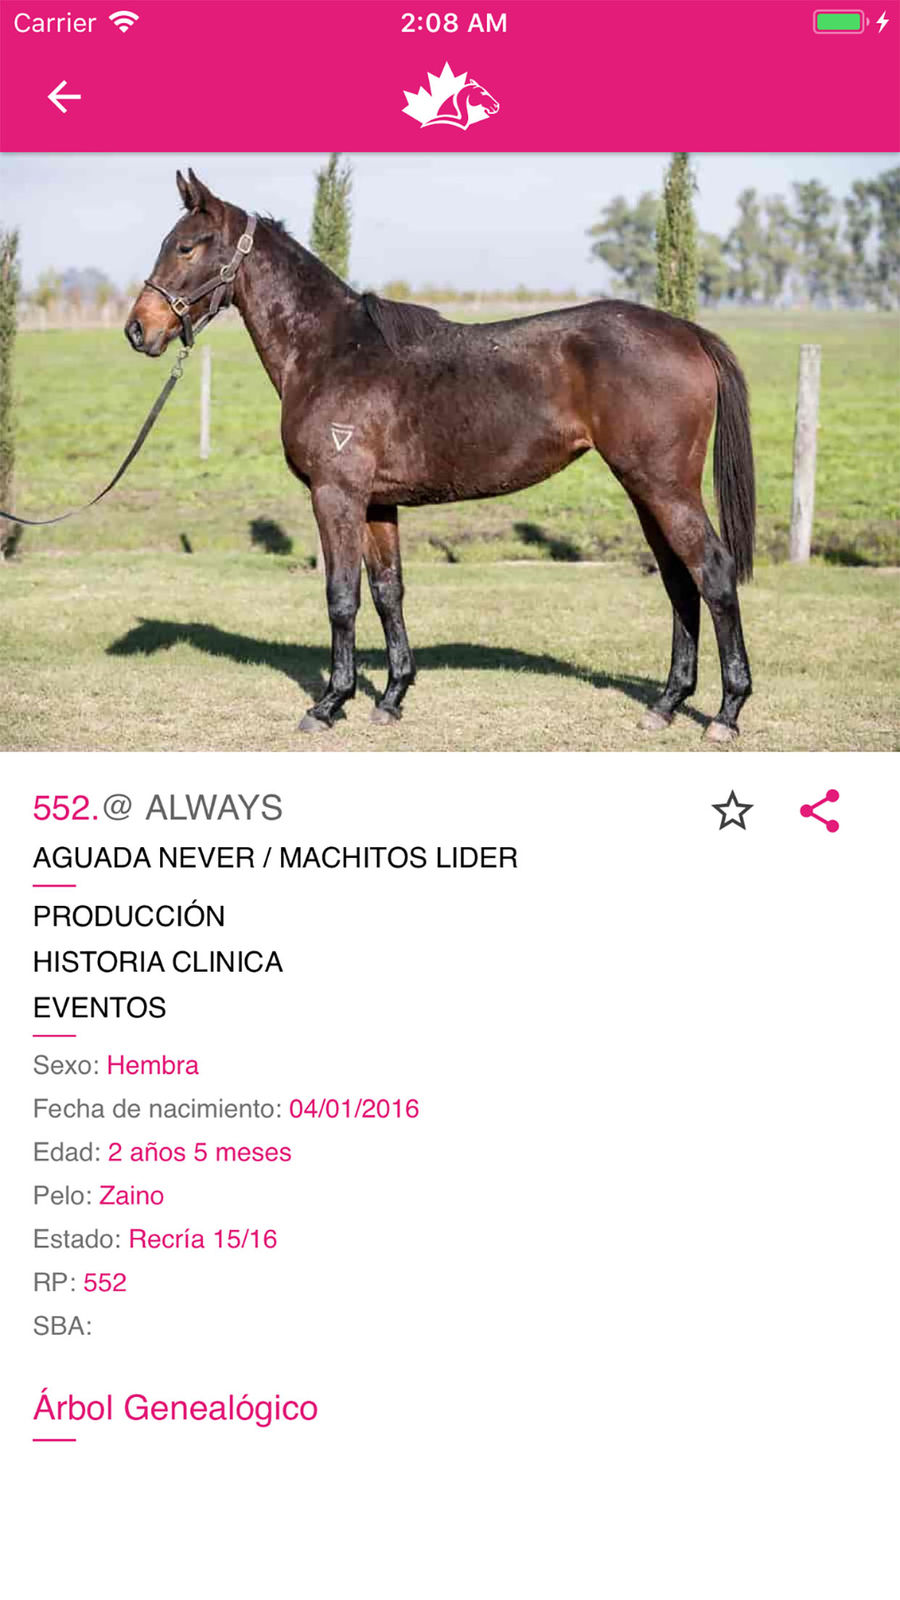 Carrier 2:08 AM
552.@ ALWAYS
AGUADA NEVER / MACHITOS LIDER
PRODUCCIÓN
HISTORIA CLINICA
EVENTOS
Sexo: Hembra
Fecha de nacimiento: 04/01/2016
Edad: 2 años 5 meses
Pelo: Zaino
Estado: Recría 15/16
RP: 552
SBA:
Árbol Genealógico